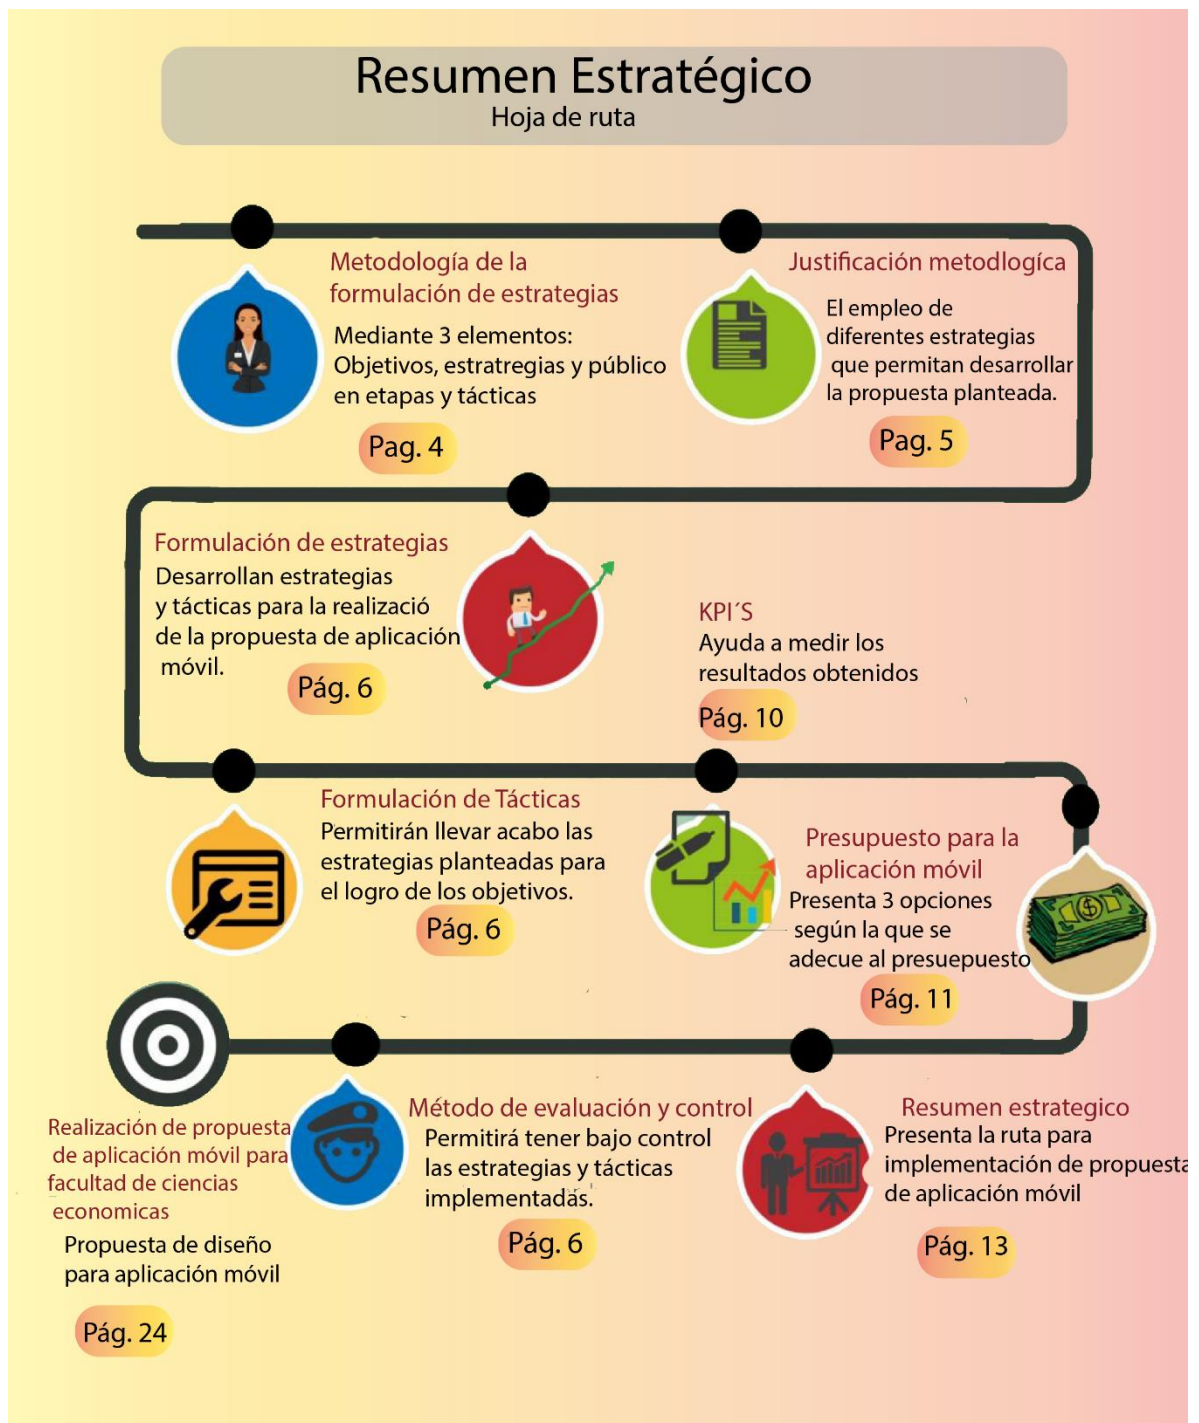 Resumen Estratégico
Hoja de ruta
Metodología de la
formulación de estrategias
Mediante 3 elementos:
Objetivos, estratregias y público
en etapas y tácticas
Pag. 4
Justificación metodlogíca
El empleo de
diferentes estrategias
que permitan desarrollar
la propuesta planteada.
Pag. 5
Formulación de estrategias
Desarrollan estrategias
y tácticas para la realizació
de la propuesta de aplicación
móvil.
Pág. 6
KPI´S
Ayuda a medir los
resultados obtenidos
Pág. 10
Formulación de Tácticas
Permitirán llevar acabo las
estrategias planteadas para
el logro de los objetivos.
Pág. 6
Presupuesto para la
aplicación móvil
Presenta 3 opciones
según la que se
adecue al presuepuesto
Pág. 11
Realización de propuesta
de aplicación móvil para
facultad de ciencias
economicas
Propuesta de diseño
para aplicación móvil
Pág. 24
Método de evaluación y control
Permitirá tener bajo control
las estrategias y tácticas
implementadas.
Pág. 6
Resumen estrategico
Presenta la ruta para
implementación de propuesta
de aplicación móvil
Pág. 13